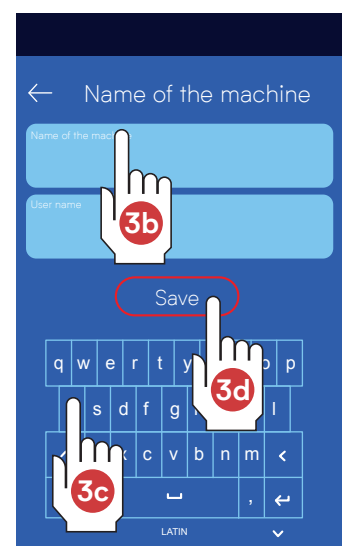 ← Name of the machine
Name of the mac
3b
User name
Save
3d
q w e r t y p p
s d f g l
3c
c v b n m <
, 
LATIN